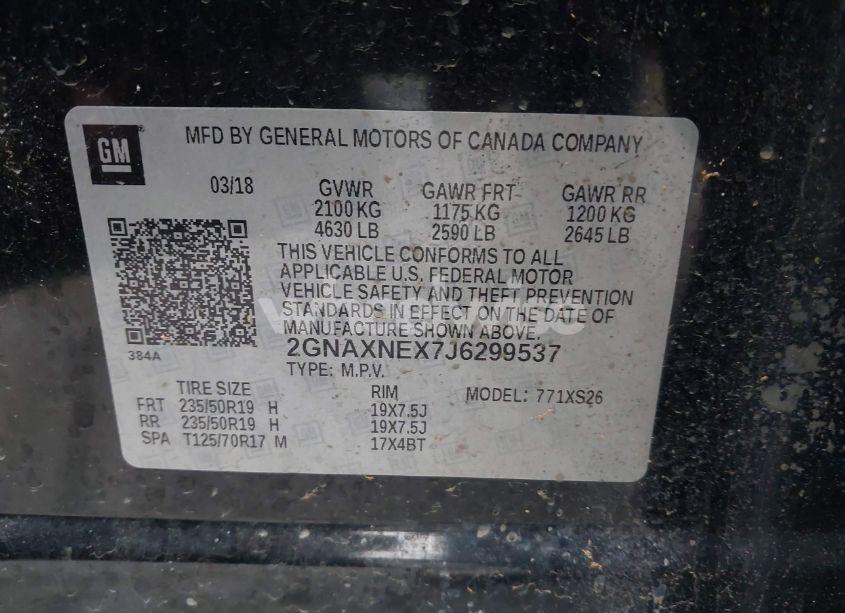 GM
MFD BY GENERAL MOTORS OF CANADA COMPANY
03/18 GVWR GAWR FRT GAWR RR
2100 KG 1175 KG 1200 KG
4630 LB 2590 LB 2645 LB
THIS VEHICLE CONFORMS TO ALL
APPLICABLE U.S. FEDERAL MOTOR
VEHICLE SAFETY AND THEFT PREVENTION
STANDARDS IN EFFECT ON THE DATE OF
MANUFACTURE SHOWN ABOVE.
384A
2GNAXNEX7J6299537
TYPE: M.P.V.
TIRE SIZE RIM MODEL: 771XS26
FRT 235/50R19 H 19X7.5J
RR 235/50R19 H 19X7.5J
SPA T125/70R17 M 17X4BT